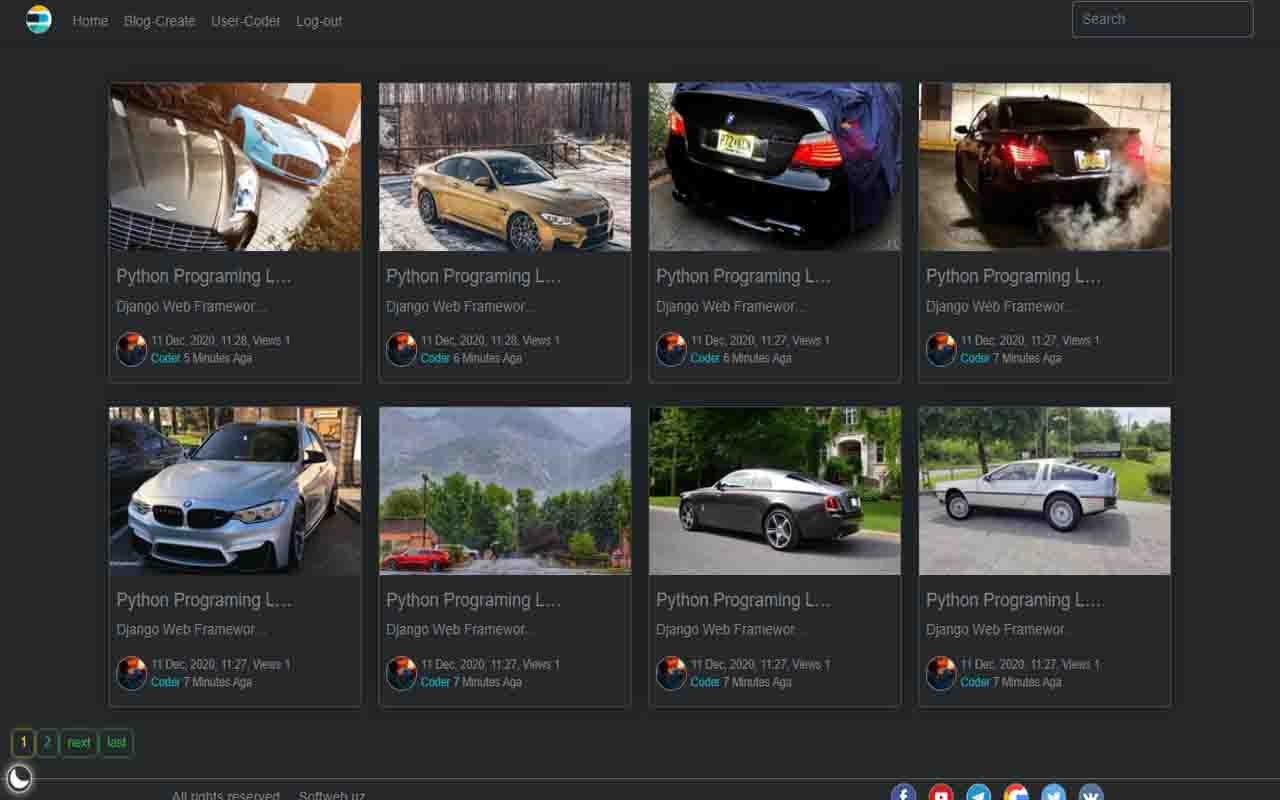 Home Blog-Create User-Coder Log-out Search
Python Programing L...
Django Web Framewor...
11 Dec, 2020, 11:28, Views 1
Coder 5 Minutes Aga
Python Programing L...
Django Web Framewor...
11 Dec, 2020, 11:28, Views 1
Coder 6 Minutes Aga
Python Programing L...
Django Web Framewor...
11 Dec, 2020, 11:27, Views 1
Coder 6 Minutes Aga
Python Programing L...
Django Web Framewor...
11 Dec, 2020, 11:27, Views 1
Coder 7 Minutes Aga
Python Programing L...
Django Web Framewor...
11 Dec, 2020, 11:27, Views 1
Coder 7 Minutes Aga
Python Programing L...
Django Web Framewor...
11 Dec, 2020, 11:27, Views 1
Coder 7 Minutes Aga
Python Programing L...
Django Web Framewor...
11 Dec, 2020, 11:27, Views 1
Coder 7 Minutes Aga
Python Programing L...
Django Web Framewor...
11 Dec, 2020, 11:27, Views 1
Coder 7 Minutes Aga
1 2 next last
All rights reserved Softweb.uz